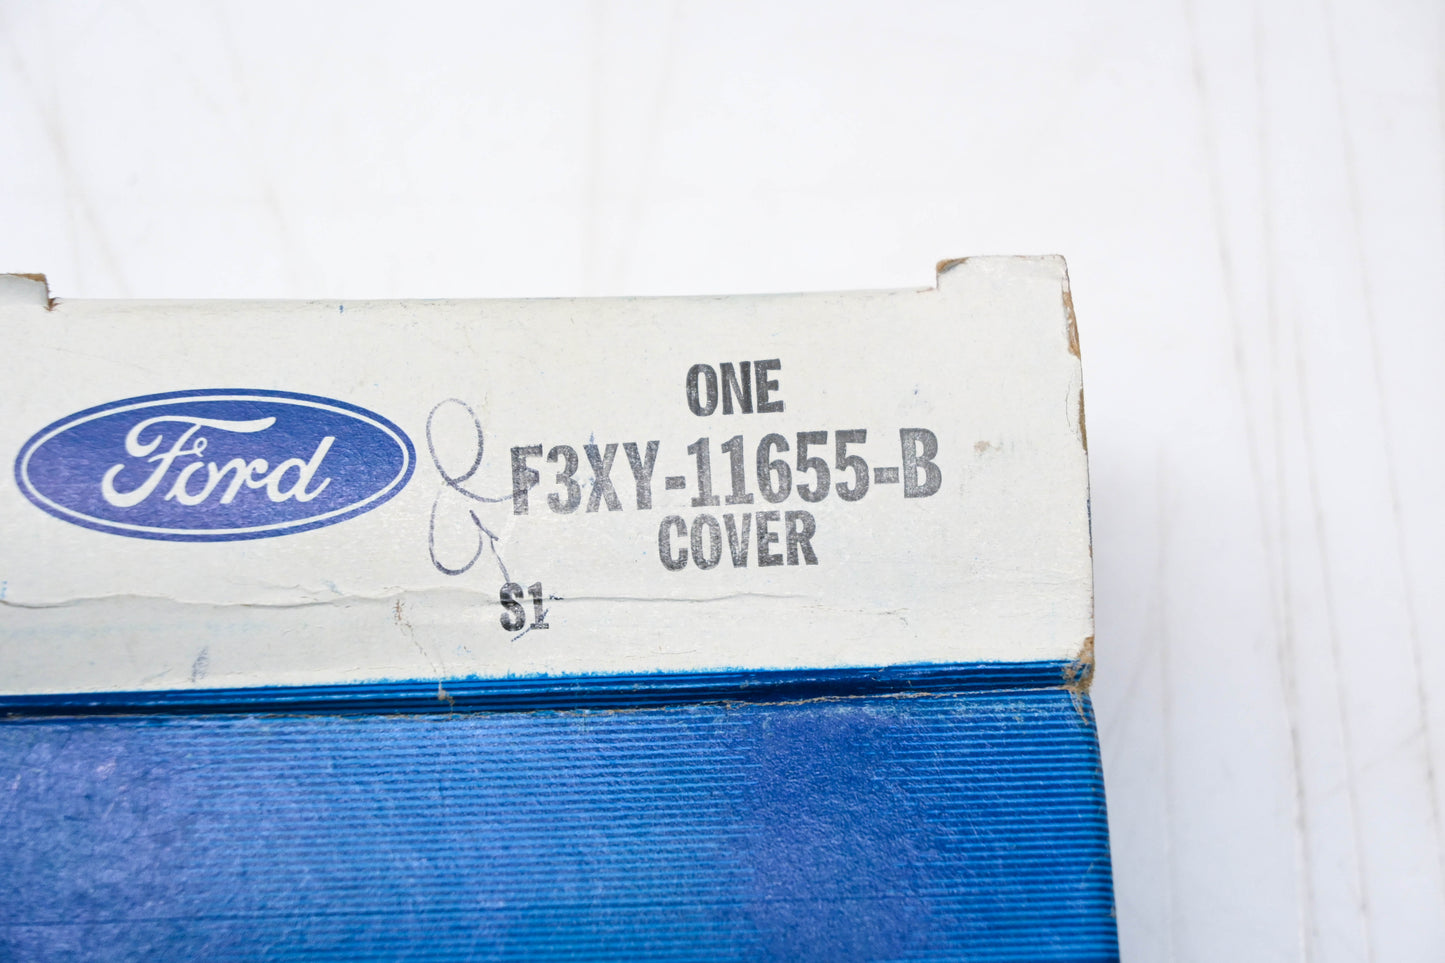 Ford
ONE
F3XY-11655-B
COVER
S1